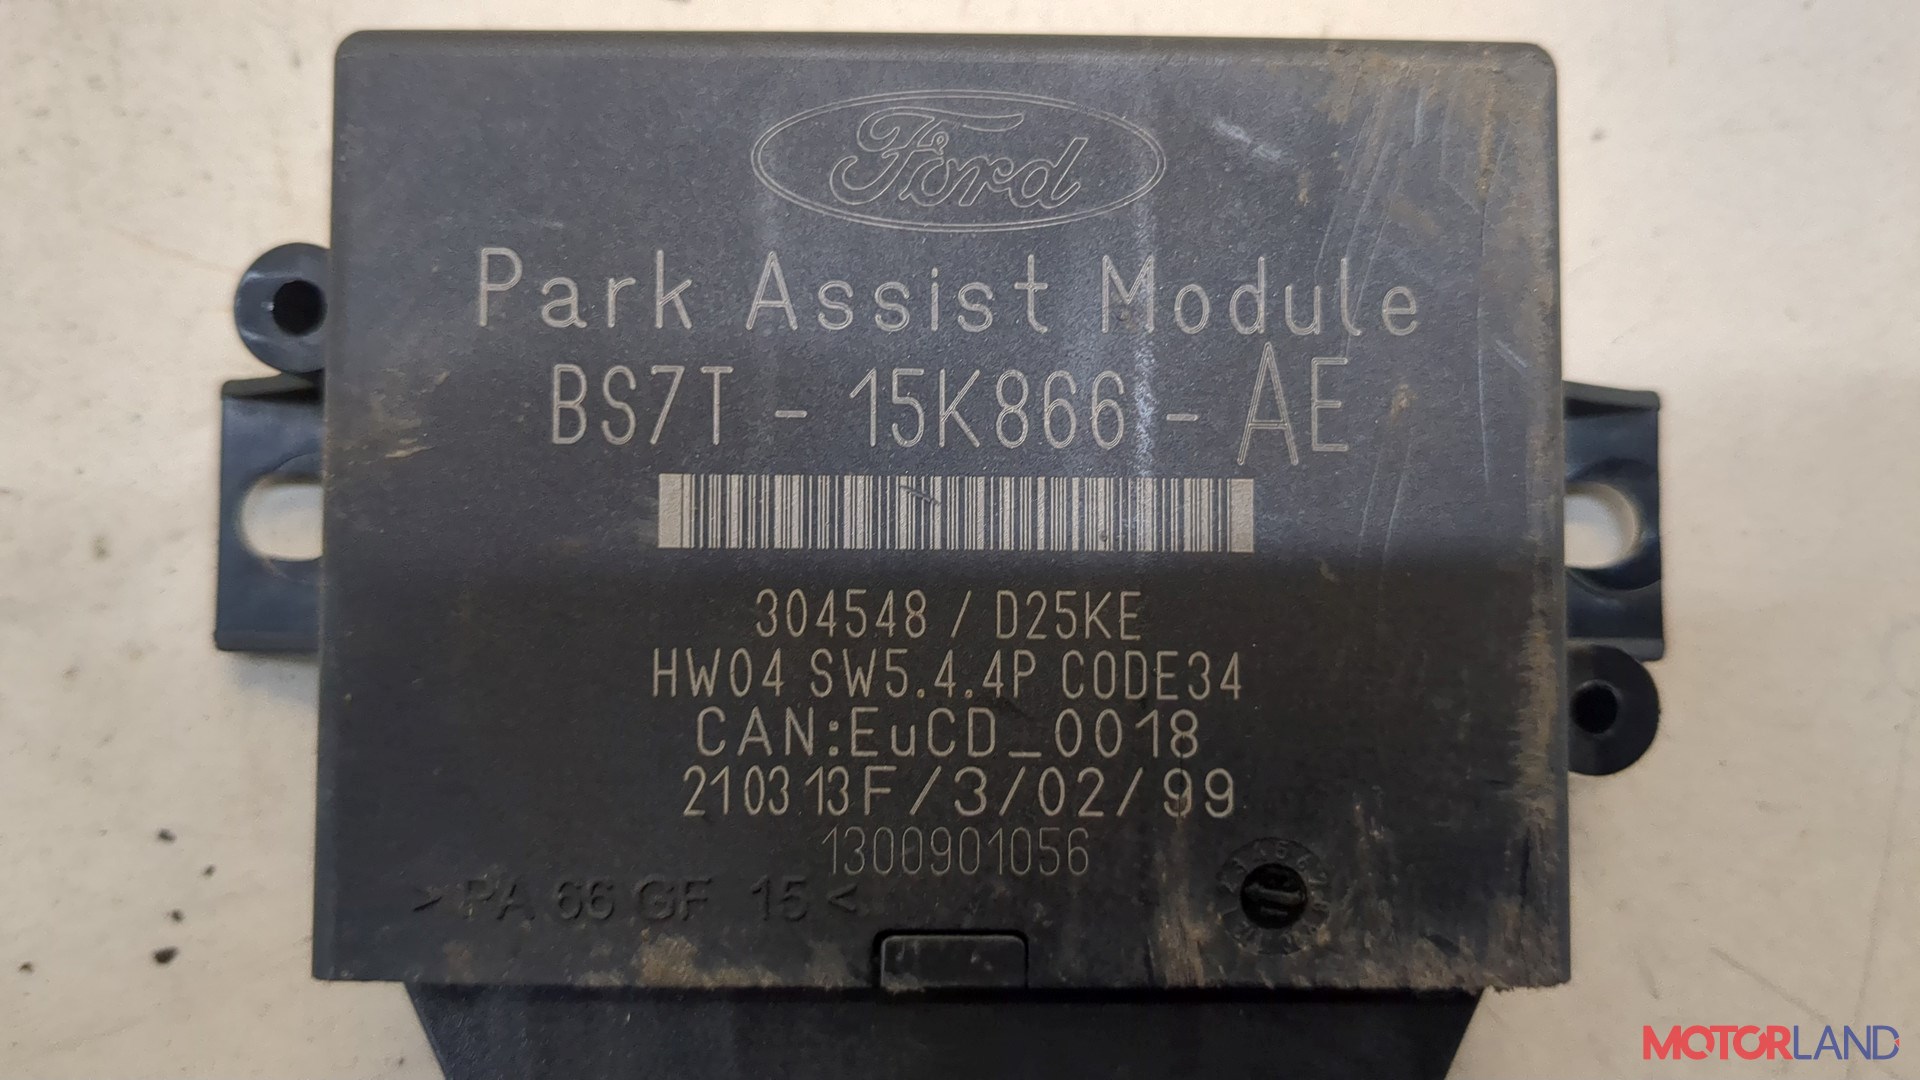 Ford
Park Assist Module
BS7T - 15K866 - AE
304548 / D25KE
HW04 SW5.4.4P CODE34
CAN:EuCD_0018
210313F/3/02/99
1300901056
> PA 66 GF 15 <
MOTORLAND